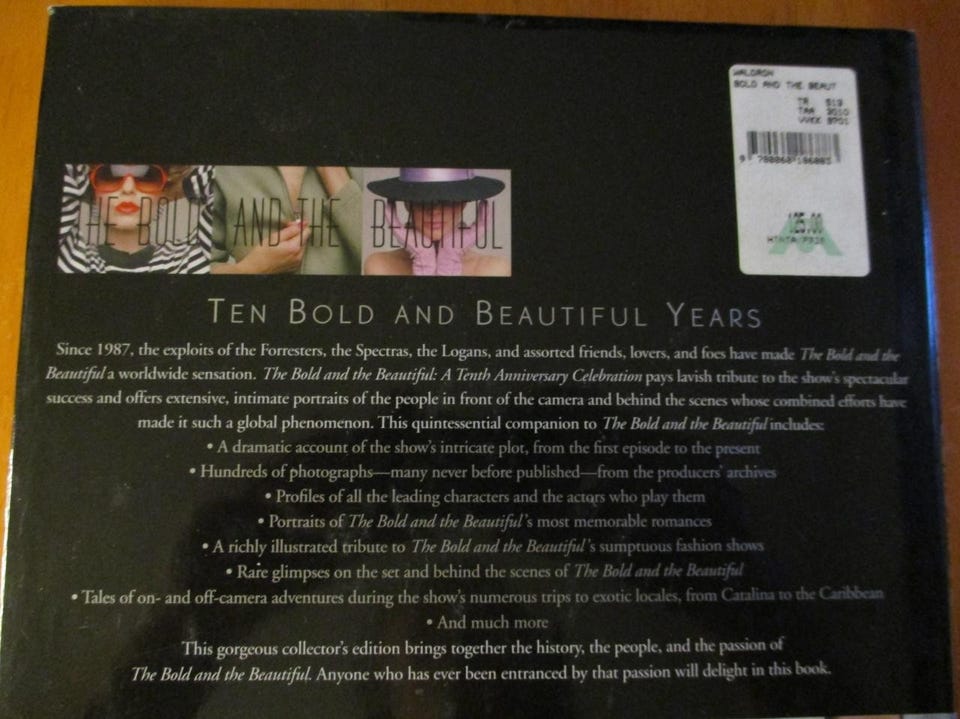 WALDRON
BOLD AND THE BEAUT
THE BOLD AND THE BEAUTIFUL
TEN BOLD AND BEAUTIFUL YEARS
Since 1987, the exploits of the Forresters, the Spectras, the Logans, and assorted friends, lovers, and foes have made The Bold and the
Beautiful a worldwide sensation. The Bold and the Beautiful: A Tenth Anniversary Celebration pays lavish tribute to the show's spectacular
success and offers extensive, intimate portraits of the people in front of the camera and behind the scenes whose combined efforts have
made it such a global phenomenon. This quintessential companion to The Bold and the Beautiful includes:
• A dramatic account of the show's intricate plot, from the first episode to the present
• Hundreds of photographs—many never before published—from the producers' archives
• Profiles of all the leading characters and the actors who play them
• Portraits of The Bold and the Beautiful's most memorable romances
• A richly illustrated tribute to The Bold and the Beautiful's sumptuous fashion shows
• Rare glimpses on the set and behind the scenes of The Bold and the Beautiful
• Tales of on- and off-camera adventures during the show's numerous trips to exotic locales, from Catalina to the Caribbean
• And much more
This gorgeous collector's edition brings together the history, the people, and the passion of
The Bold and the Beautiful. Anyone who has ever been entranced by that passion will delight in this book.